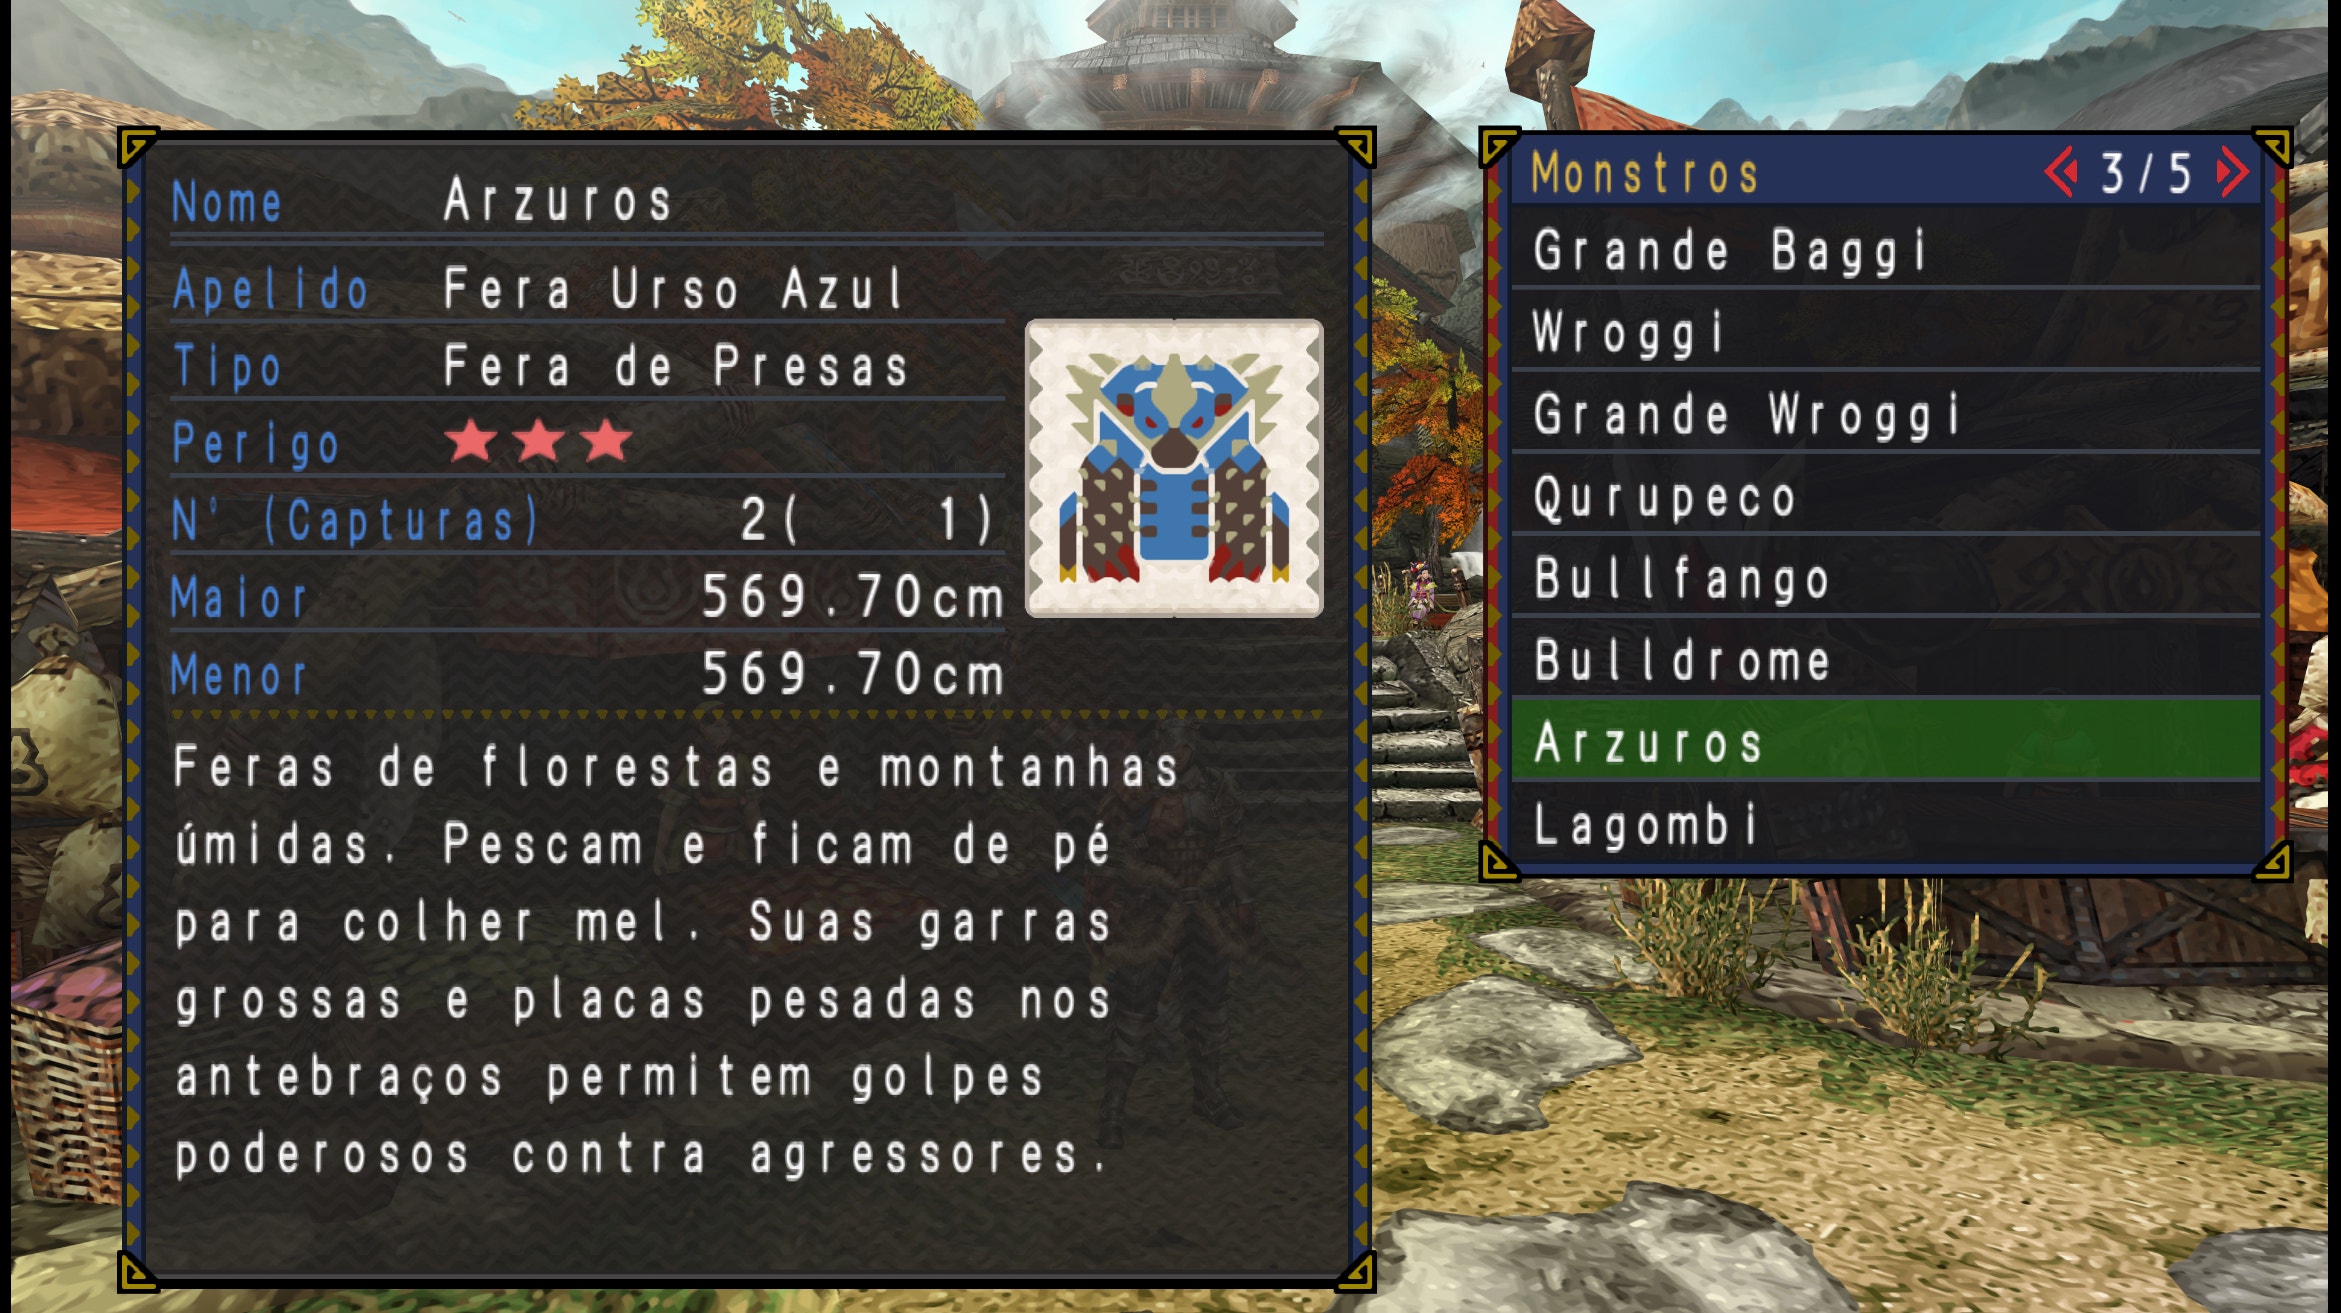 Nome Arzuros
Apelido Fera Urso Azul
Tipo Fera de Presas
Perigo ★★★
N° (Capturas) 2( 1)
Maior 569.70cm
Menor 569.70cm
Feras de florestas e montanhas
úmidas. Pescam e ficam de pé
para colher mel. Suas garras
grossas e placas pesadas nos
antebraços permitem golpes
poderosos contra agressores.
Monstros 3/5
Grande Baggi
Wroggi
Grande Wroggi
Qurupeco
Bullfango
Bulldrome
Arzuros
Lagombi